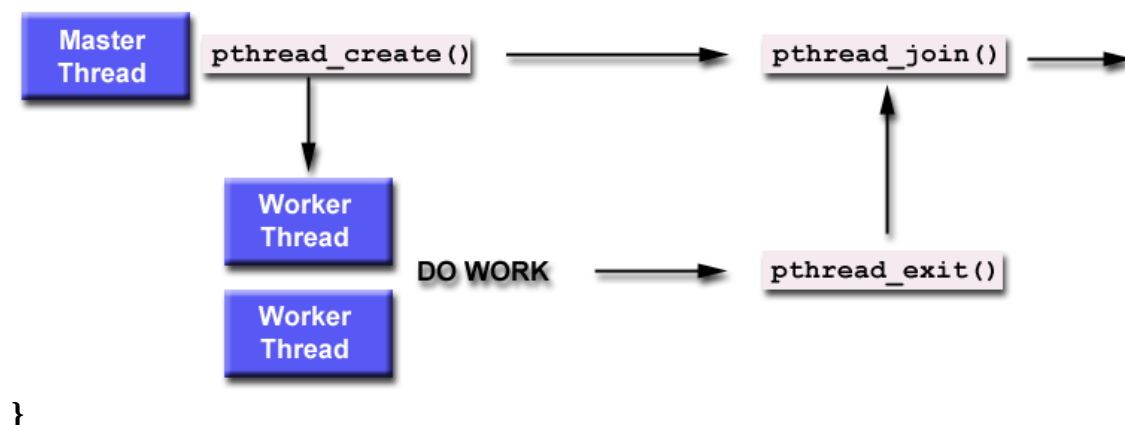 Master
Thread
pthread_create()
pthread_join()
Worker
Thread
DO WORK
pthread_exit()
Worker
Thread
}